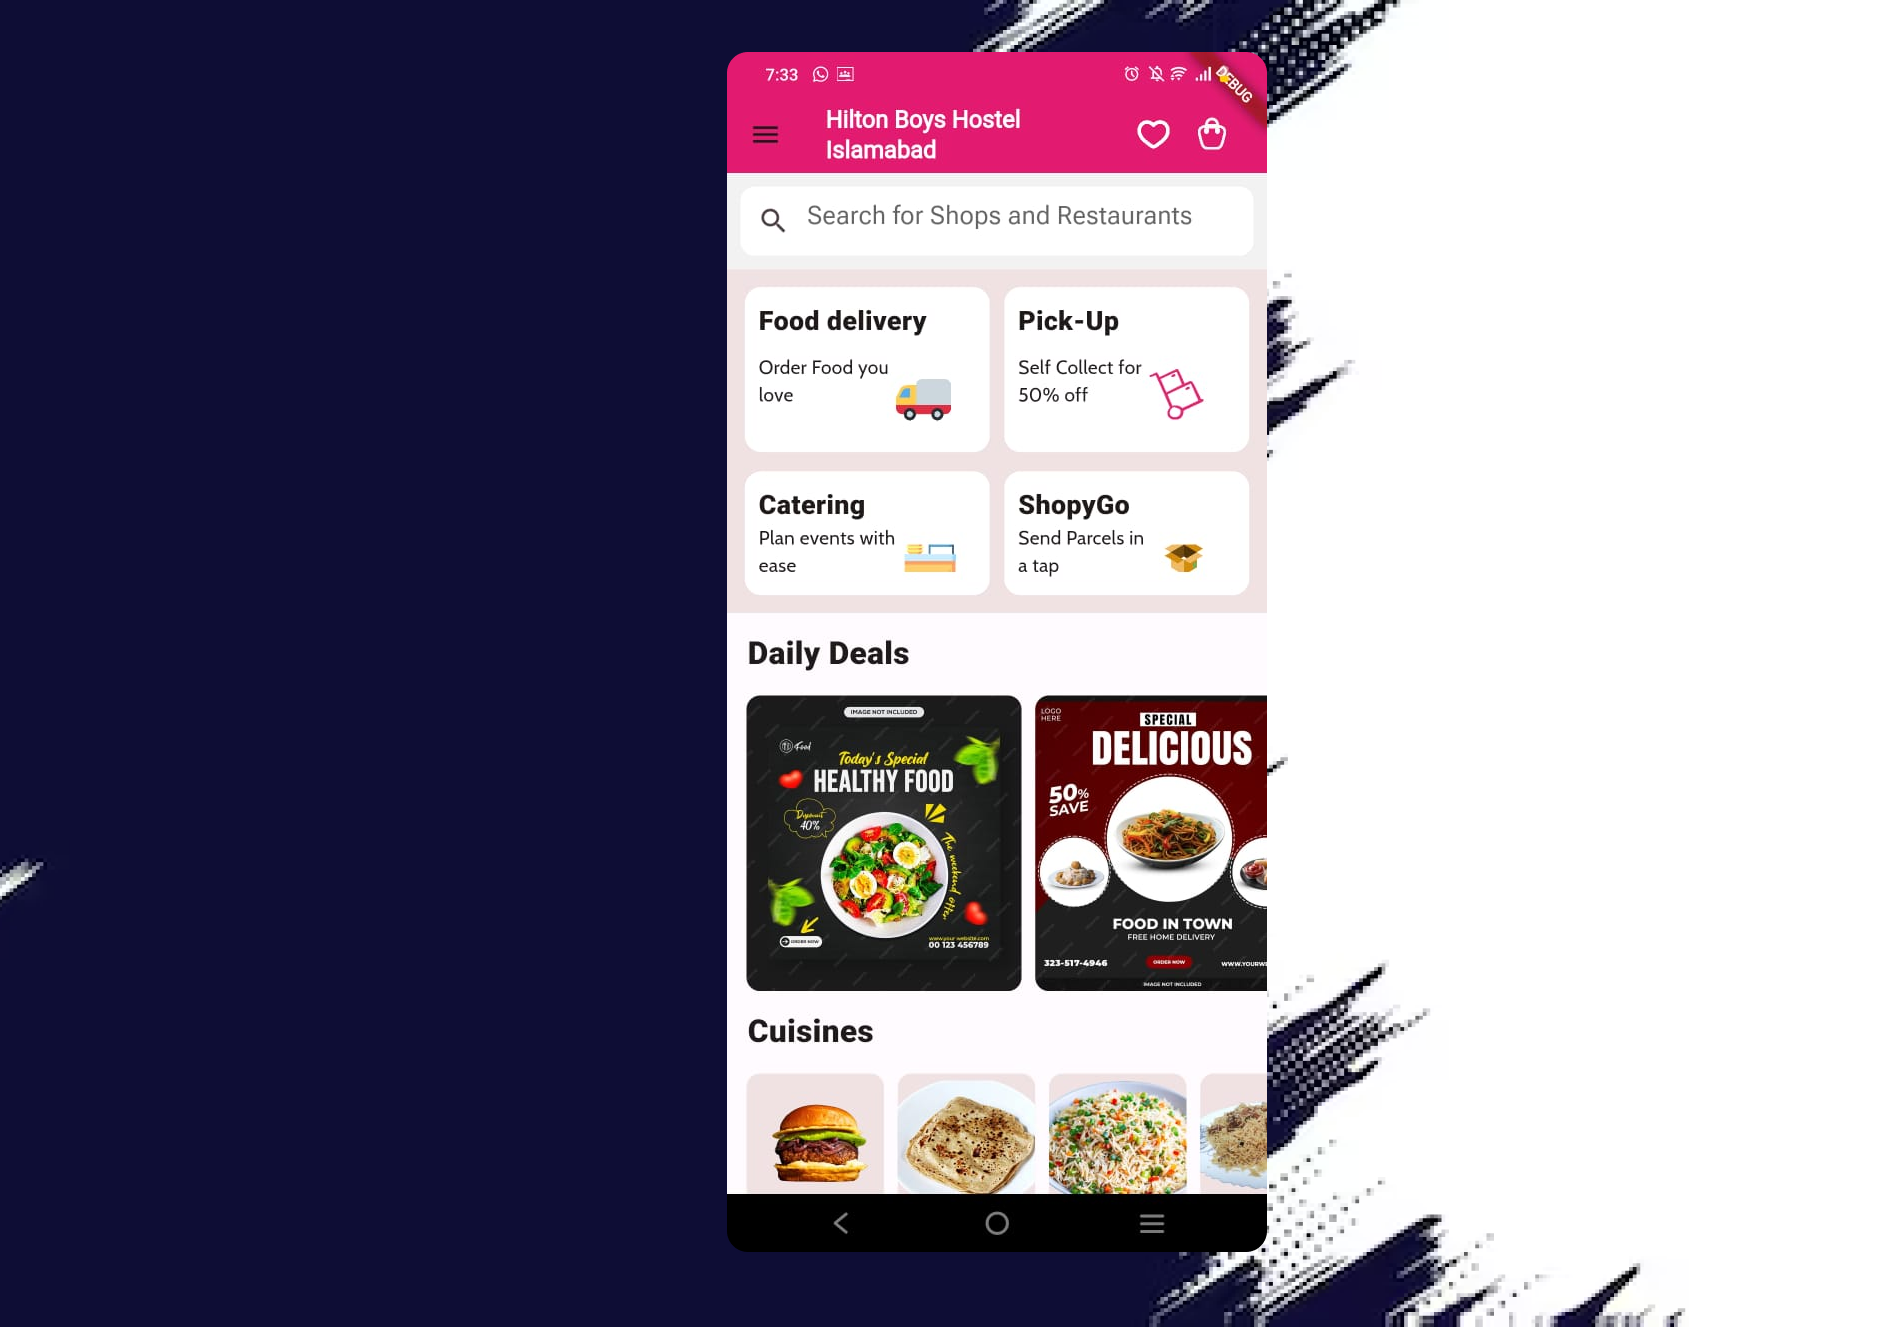 7:33
DEBUG
Hilton Boys Hostel
Islamabad
Search for Shops and Restaurants
Food delivery
Order Food you
love
Pick-Up
Self Collect for
50% off
Catering
Plan events with
ease
ShopyGo
Send Parcels in
a tap
Daily Deals
IMAGE NOT INCLUDED
Food
Today's Special
HEALTHY FOOD
40%
The weekend offer
ORDER NOW
www.your website.com
00 123 456789
LOGO
HERE
SPECIAL
DELICIOUS
50%
SAVE
FOOD IN TOWN
FREE HOME DELIVERY
323-517-4946
ORDER NOW
WWW.YOURWE
IMAGE NOT INCLUDED
Cuisines